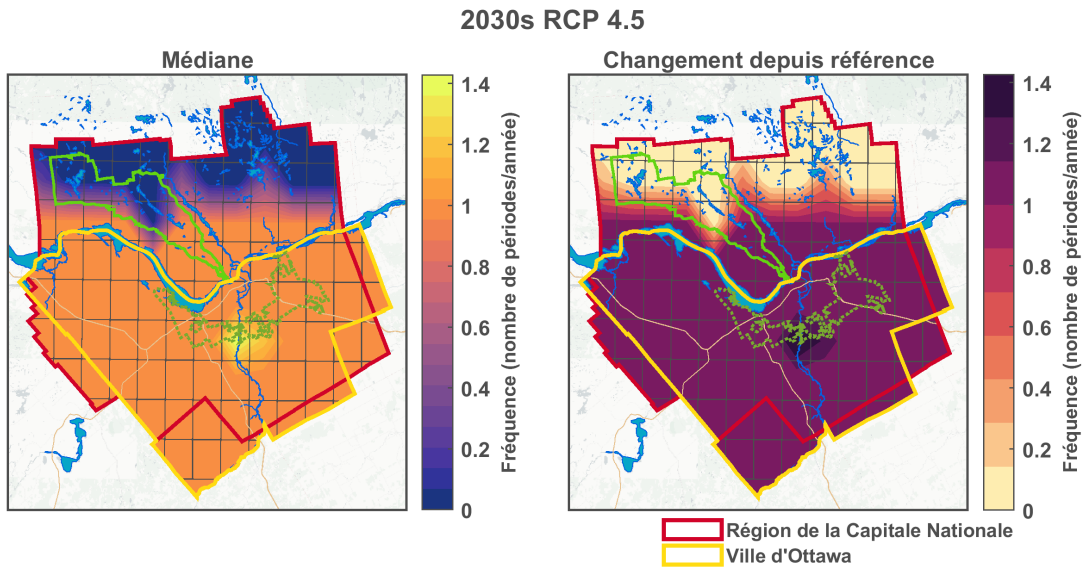 2030s RCP 4.5
Médiane
Changement depuis référence
1.4
1.2
1
0.8
0.6
0.4
0.2
0
Fréquence (nombre de périodes/année)
1.4
1.2
1
0.8
0.6
0.4
0.2
0
Fréquence (nombre de périodes/année)
Région de la Capitale Nationale
Ville d'Ottawa